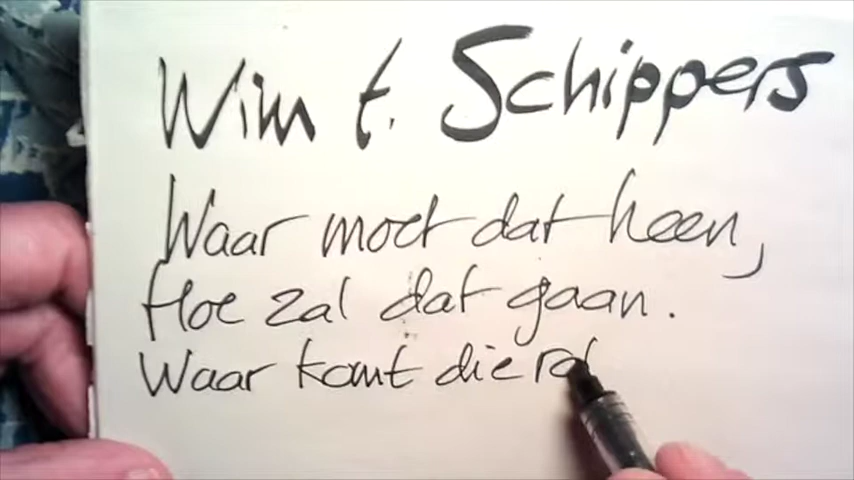 Wim t. Schippers
Waar moet dat heen,
Hoe zal dat gaan.
Waar komt die